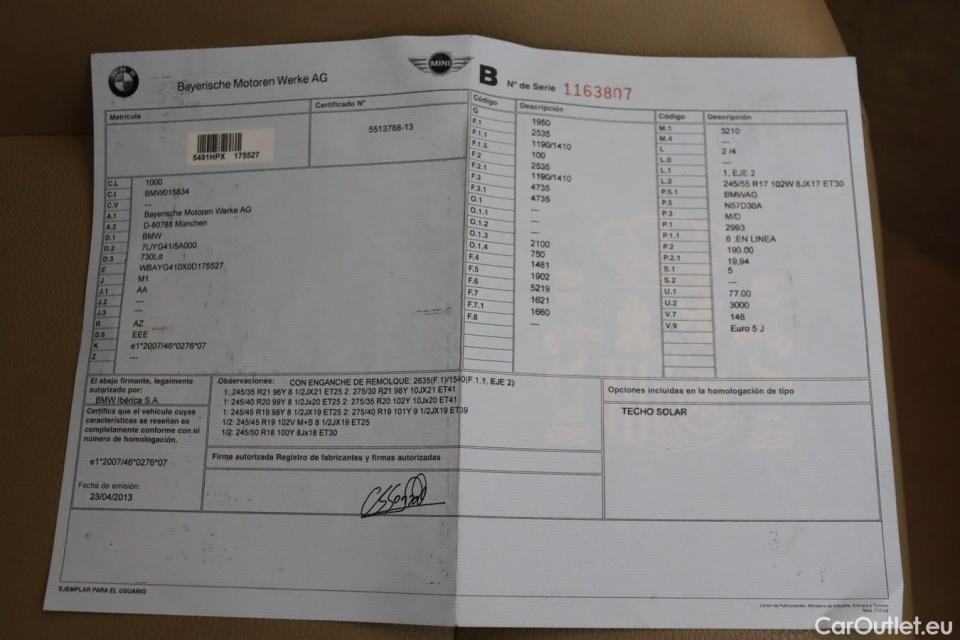 BMW
Bayerische Motoren Werke AG
MINI
B
Nº de Serie 1163807
Matrícula
Certificado Nº
5491HPX 175527
5513788-13
C.L 1000
C.I BMW015834
C.V ---
A.1 Bayerische Motoren Werke AG
A.2 D-80788 München
D.1 BMW
D.2 7L/YG41/5A000
D.3 730Ld
E WBAYG410X0D175527
J M1
J.1 AA
J.2 ---
J.3 ---
R AZ
D.6 EEE
K e1*2007/46*0276*07
Z ---
Código Descripción
G 1950
F.1 2535
F.1.1 1190/1410
F.1.5 100
F.2 2535
F.2.1 1190/1410
F.3 4735
F.3.1 4735
O.1 ---
O.1.1 ---
O.1.2 ---
O.1.3 2100
O.1.4 750
F.4 1481
F.5 1902
F.6 5219
F.7 1621
F.7.1 1660
F.8 ---
Código Descripción
M.1 3210
M.4 ---
L 2 /4
L.0 ---
L.1 1, EJE 2
L.2 245/55 R17 102W 8JX17 ET30
P.5.1 BMWAG
P.5 N57D30A
P.3 M/D
P.1 2993
P.1.1 6 ;EN LINEA
P.2 190.00
P.2.1 19,94
S.1 5
S.2 ---
U.1 77.00
U.2 3000
V.7 148
V.9 Euro 5 J
El abajo firmante, legalmente
autorizado por:
BMW Ibérica S.A.
Certifica que el vehículo cuyas
características se reseñan es
completamente conforme con el
número de homologación.
e1*2007/46*0276*07
Fecha de emisión:
23/04/2013
Observaciones: CON ENGANCHE DE REMOLQUE: 2635(F.1)/1540(F.1.1, EJE 2)
1: 245/35 R21 96Y 8 1/2JX21 ET25 2: 275/30 R21 98Y 10JX21 ET41
1: 245/40 R20 99Y 8 1/2Jx20 ET25 2: 275/35 R20 102Y 10Jx20 ET41
1: 245/45 R19 98Y 8 1/2JX19 ET25 2: 275/40 R19 101Y 9 1/2JX19 ET39
1/2: 245/45 R19 102V M+S 8 1/2JX19 ET25
1/2: 245/50 R18 100Y 8Jx18 ET30
Firma autorizada Registro de fabricantes y firmas autorizadas
Opciones incluidas en la homologación de tipo
TECHO SOLAR
EJEMPLAR PARA EL USUARIO
Centro de Publicaciones. Ministerio de Industria, Energía y Turismo
CarOutlet.eu